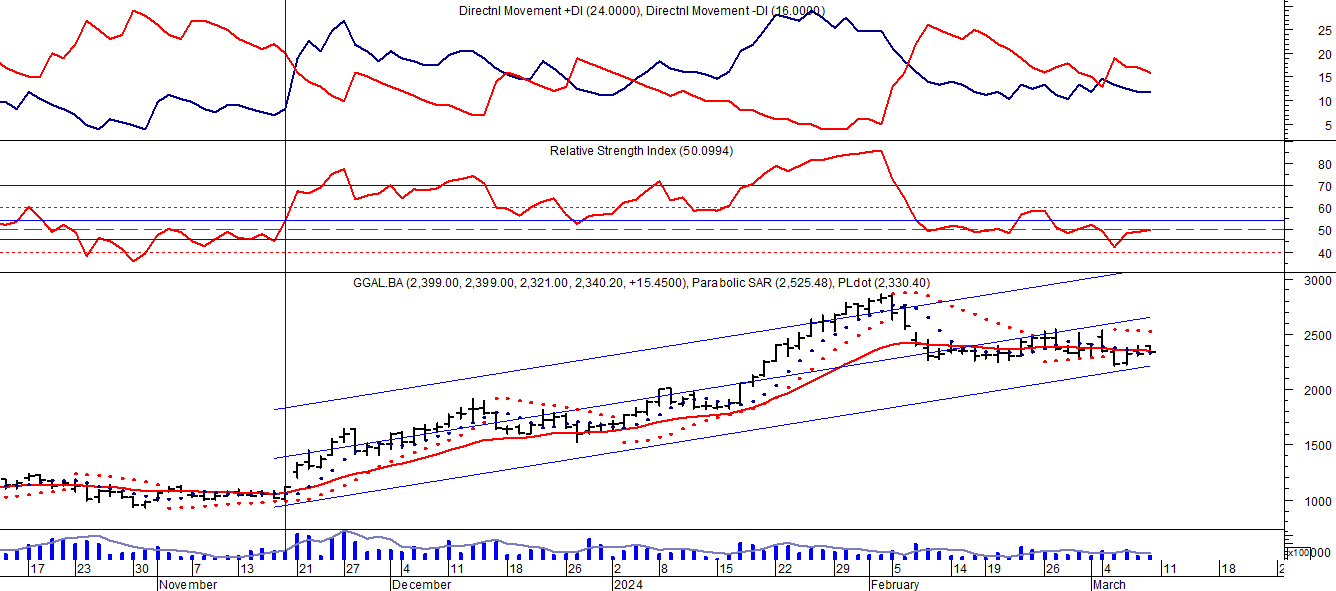 Directnl Movement +DI (24.0000), Directnl Movement -DI (16.0000)
25
20
15
10
5
Relative Strength Index (50.0994)
80
70
60
50
40
GGAL.BA (2,399.00, 2,399.00, 2,321.00, 2,340.20, +15.4500), Parabolic SAR (2,525.48), PLdot (2,330.40)
3000
2500
2000
1500
1000
x100
17 23 30 7 13 21 27 4 11 18 26 2 8 15 22 29 5 14 19 26 4 11 18
November December 2024 February March